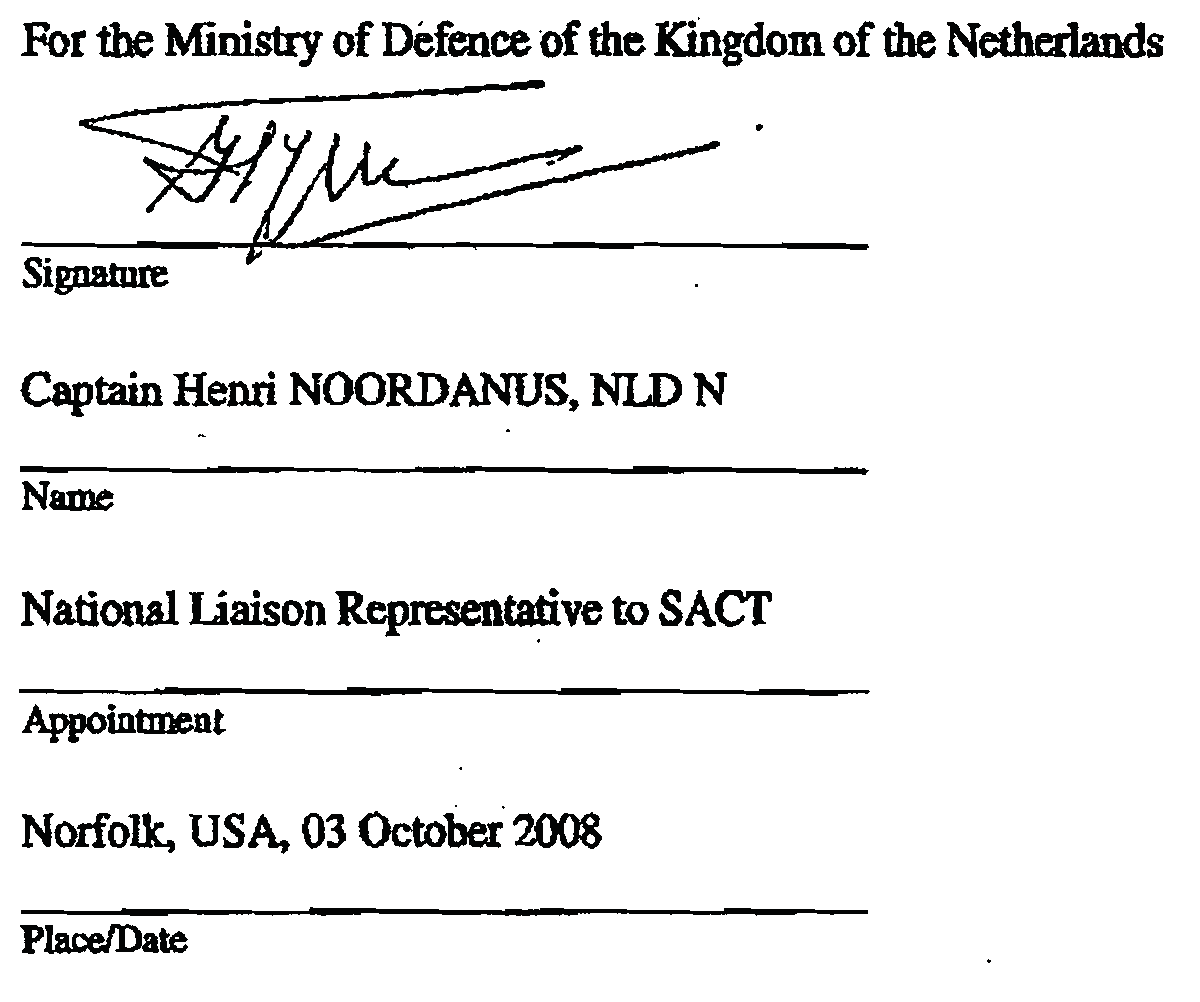 For the Ministry of Defence of the Kingdom of the Netherlands
Signature
Captain Henri NOORDANUS, NLD N
Name
National Liaison Representative to SACT
Appointment
Norfolk, USA, 03 October 2008
Place/Date